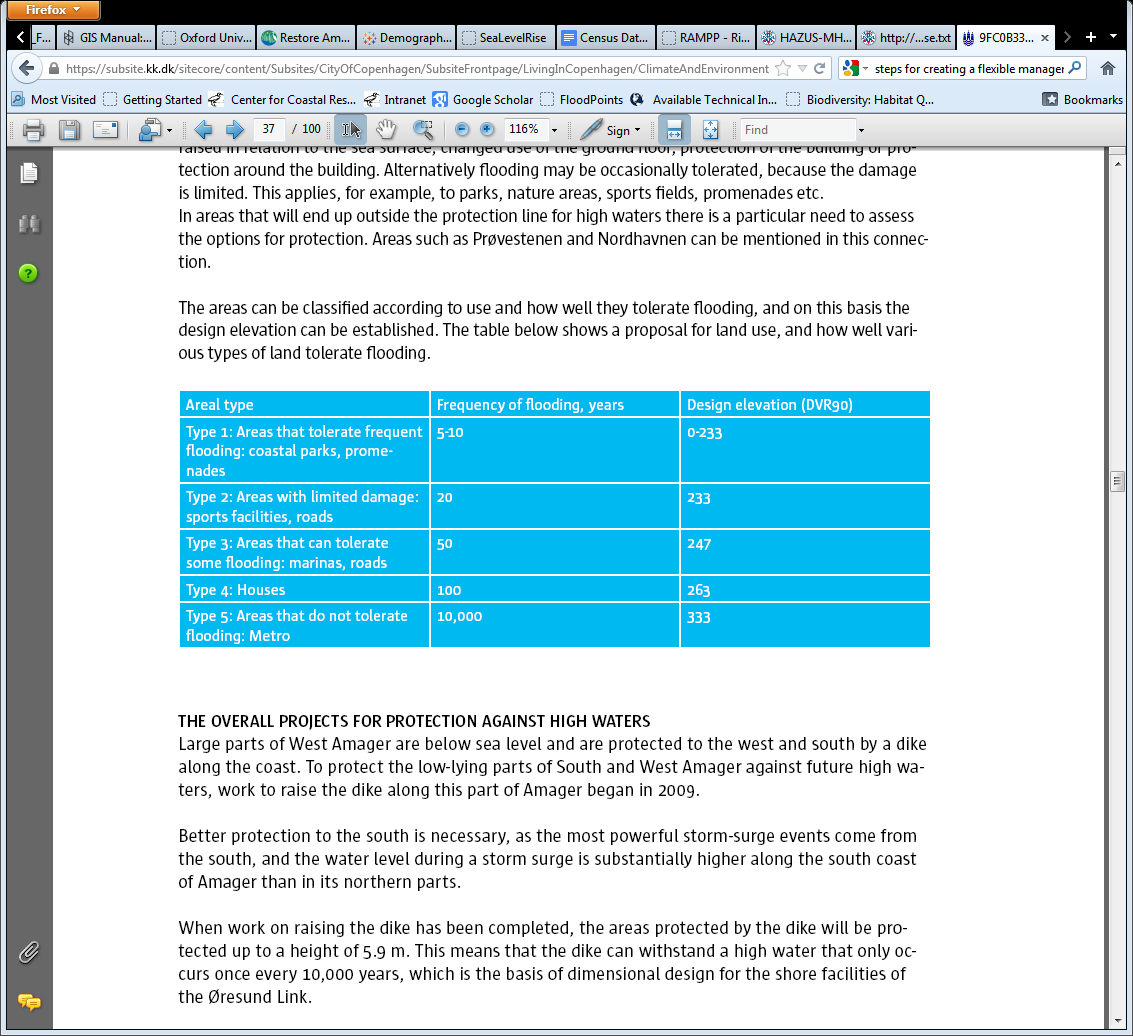 Firefox
_F...
GIS Manual:...
Oxford Univ...
Restore Am...
Demograph...
SeaLevelRise
Census Dat...
RAMPP - Ri...
HAZUS-MH...
http://...se.txt
9FC0B33...
https://subsite.kk.dk/sitecore/content/Subsites/CityOfCopenhagen/SubsiteFrontpage/LivingInCopenhagen/ClimateAndEnvironment
steps for creating a flexible manager
Most Visited
Getting Started
Center for Coastal Res...
Intranet
Google Scholar
FloodPoints
Available Technical In...
Biodiversity: Habitat Q...
Bookmarks
37 / 100
116%
Sign
Find
raised in relation to the sea surface, changed use of the ground floor, protection of the building or pro-
tection around the building. Alternatively flooding may be occasionally tolerated, because the damage
is limited. This applies, for example, to parks, nature areas, sports fields, promenades etc.
In areas that will end up outside the protection line for high waters there is a particular need to assess
the options for protection. Areas such as Prøvestenen and Nordhavnen can be mentioned in this connec-
tion.
The areas can be classified according to use and how well they tolerate flooding, and on this basis the
design elevation can be established. The table below shows a proposal for land use, and how well vari-
ous types of land tolerate flooding.
Areal type Frequency of flooding, years Design elevation (DVR90)
Type 1: Areas that tolerate frequent 5-10 0-233
flooding: coastal parks, prome-
nades
Type 2: Areas with limited damage: 20 233
sports facilities, roads
Type 3: Areas that can tolerate 50 247
some flooding: marinas, roads
Type 4: Houses 100 263
Type 5: Areas that do not tolerate 10,000 333
flooding: Metro
THE OVERALL PROJECTS FOR PROTECTION AGAINST HIGH WATERS
Large parts of West Amager are below sea level and are protected to the west and south by a dike
along the coast. To protect the low-lying parts of South and West Amager against future high wa-
ters, work to raise the dike along this part of Amager began in 2009.
Better protection to the south is necessary, as the most powerful storm-surge events come from
the south, and the water level during a storm surge is substantially higher along the south coast
of Amager than in its northern parts.
When work on raising the dike has been completed, the areas protected by the dike will be pro-
tected up to a height of 5.9 m. This means that the dike can withstand a high water that only oc-
curs once every 10,000 years, which is the basis of dimensional design for the shore facilities of
the Øresund Link.